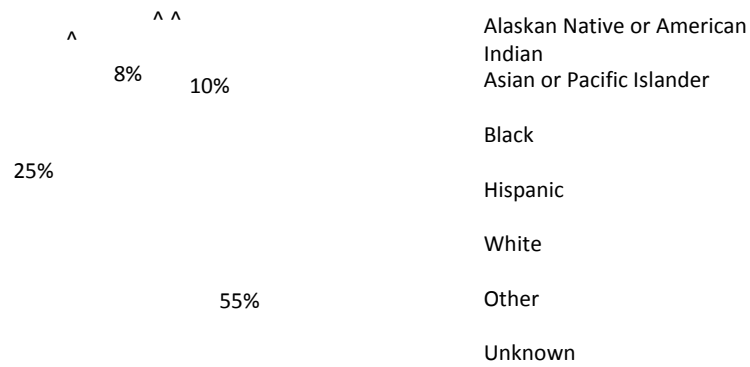 ^ ^
^
8%
10%
25%
55%
Alaskan Native or American
Indian
Asian or Pacific Islander
Black
Hispanic
White
Other
Unknown